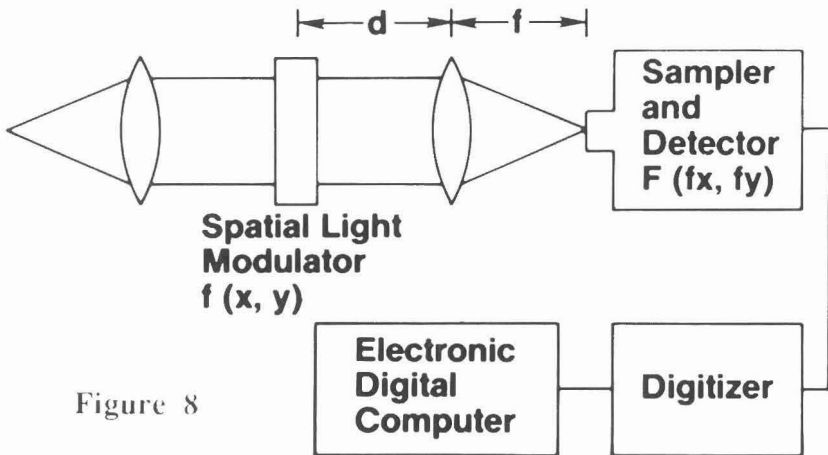 d
f
Sampler
and
Detector
F (fx, fy)
Spatial Light
Modulator
f (x, y)
Electronic
Digital
Computer
Digitizer
Figure 8